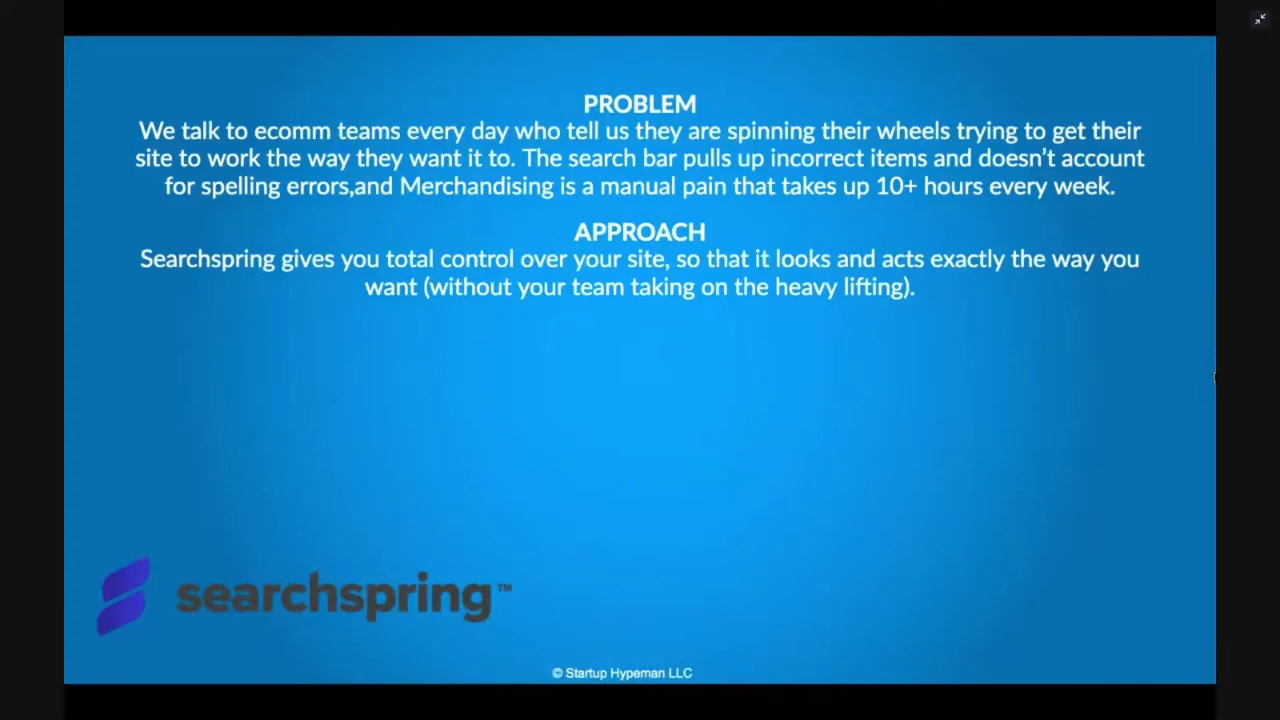 PROBLEM
We talk to ecomm teams every day who tell us they are spinning their wheels trying to get their
site to work the way they want it to. The search bar pulls up incorrect items and doesn't account
for spelling errors,and Merchandising is a manual pain that takes up 10+ hours every week.
APPROACH
Searchspring gives you total control over your site, so that it looks and acts exactly the way you
want (without your team taking on the heavy lifting).
searchspring™
© Startup Hypeman LLC